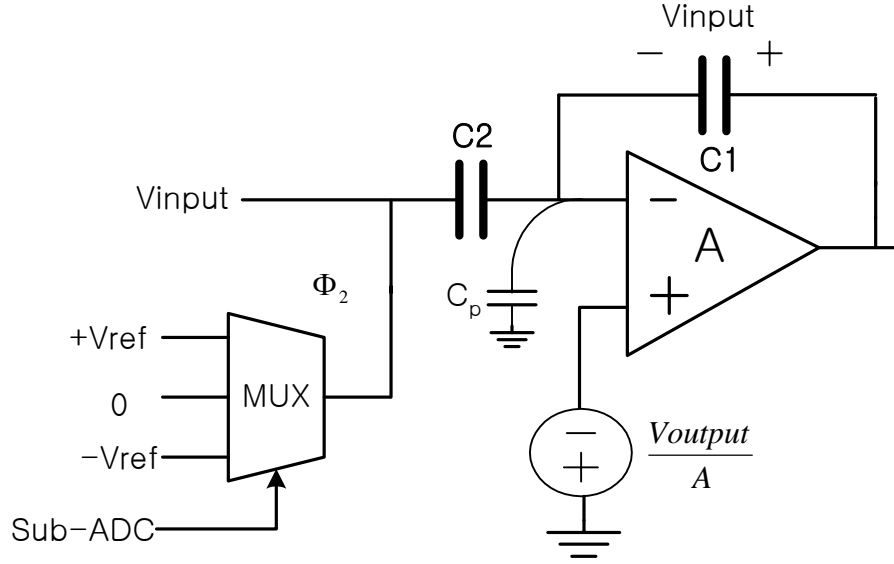 Vinput
− +
C2
C1
Vinput
−
A
Φ₂
Cₚ
+
+Vref
0
MUX
−Vref
−
+
Voutput
A
Sub-ADC